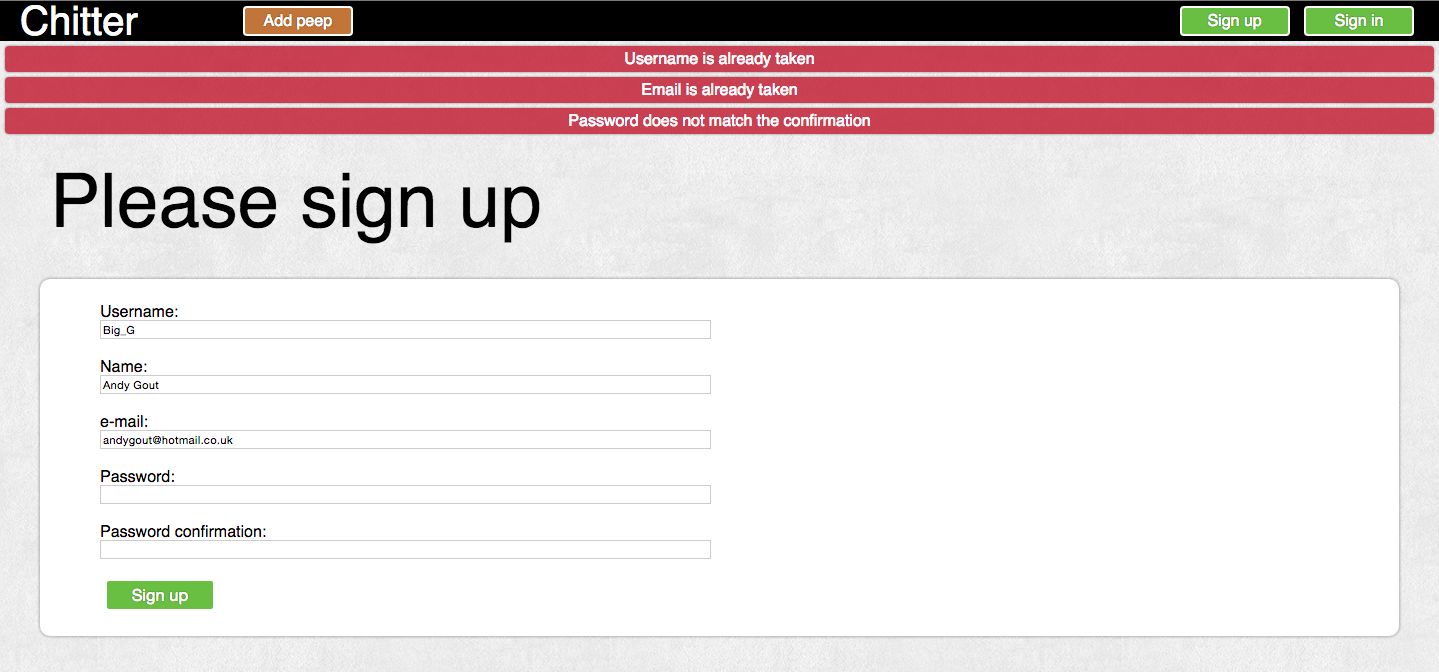 Chitter
Add peep
Sign up
Sign in
Username is already taken
Email is already taken
Password does not match the confirmation
Please sign up
Username:
Big_G
Name:
Andy Gout
e-mail:
andygout@hotmail.co.uk
Password:
Password confirmation:
Sign up